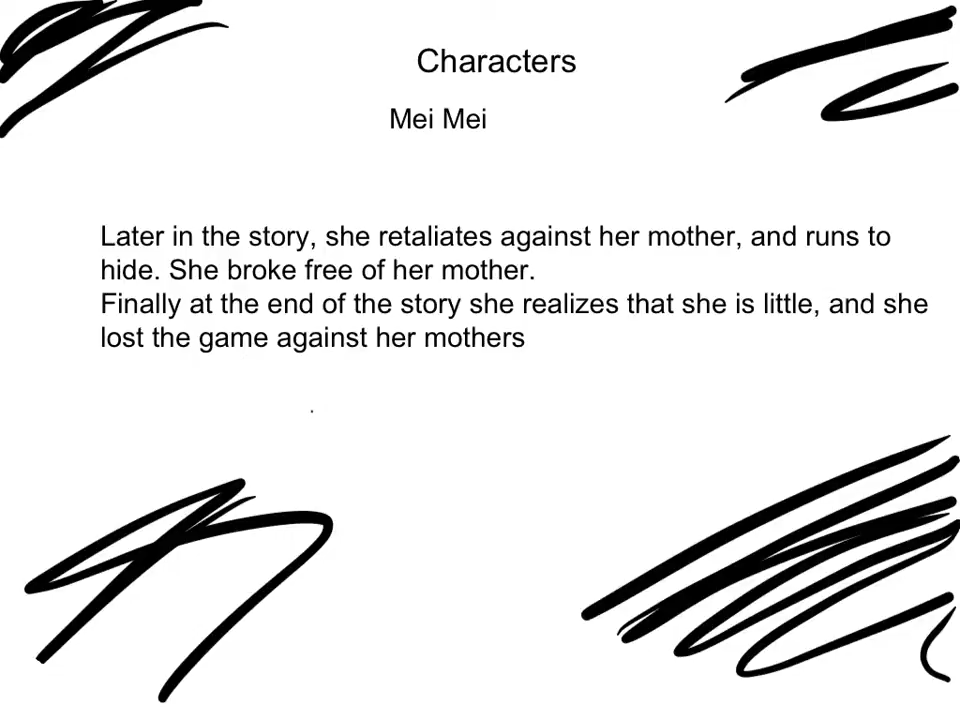 Characters
Mei Mei
Later in the story, she retaliates against her mother, and runs to
hide. She broke free of her mother.
Finally at the end of the story she realizes that she is little, and she
lost the game against her mothers